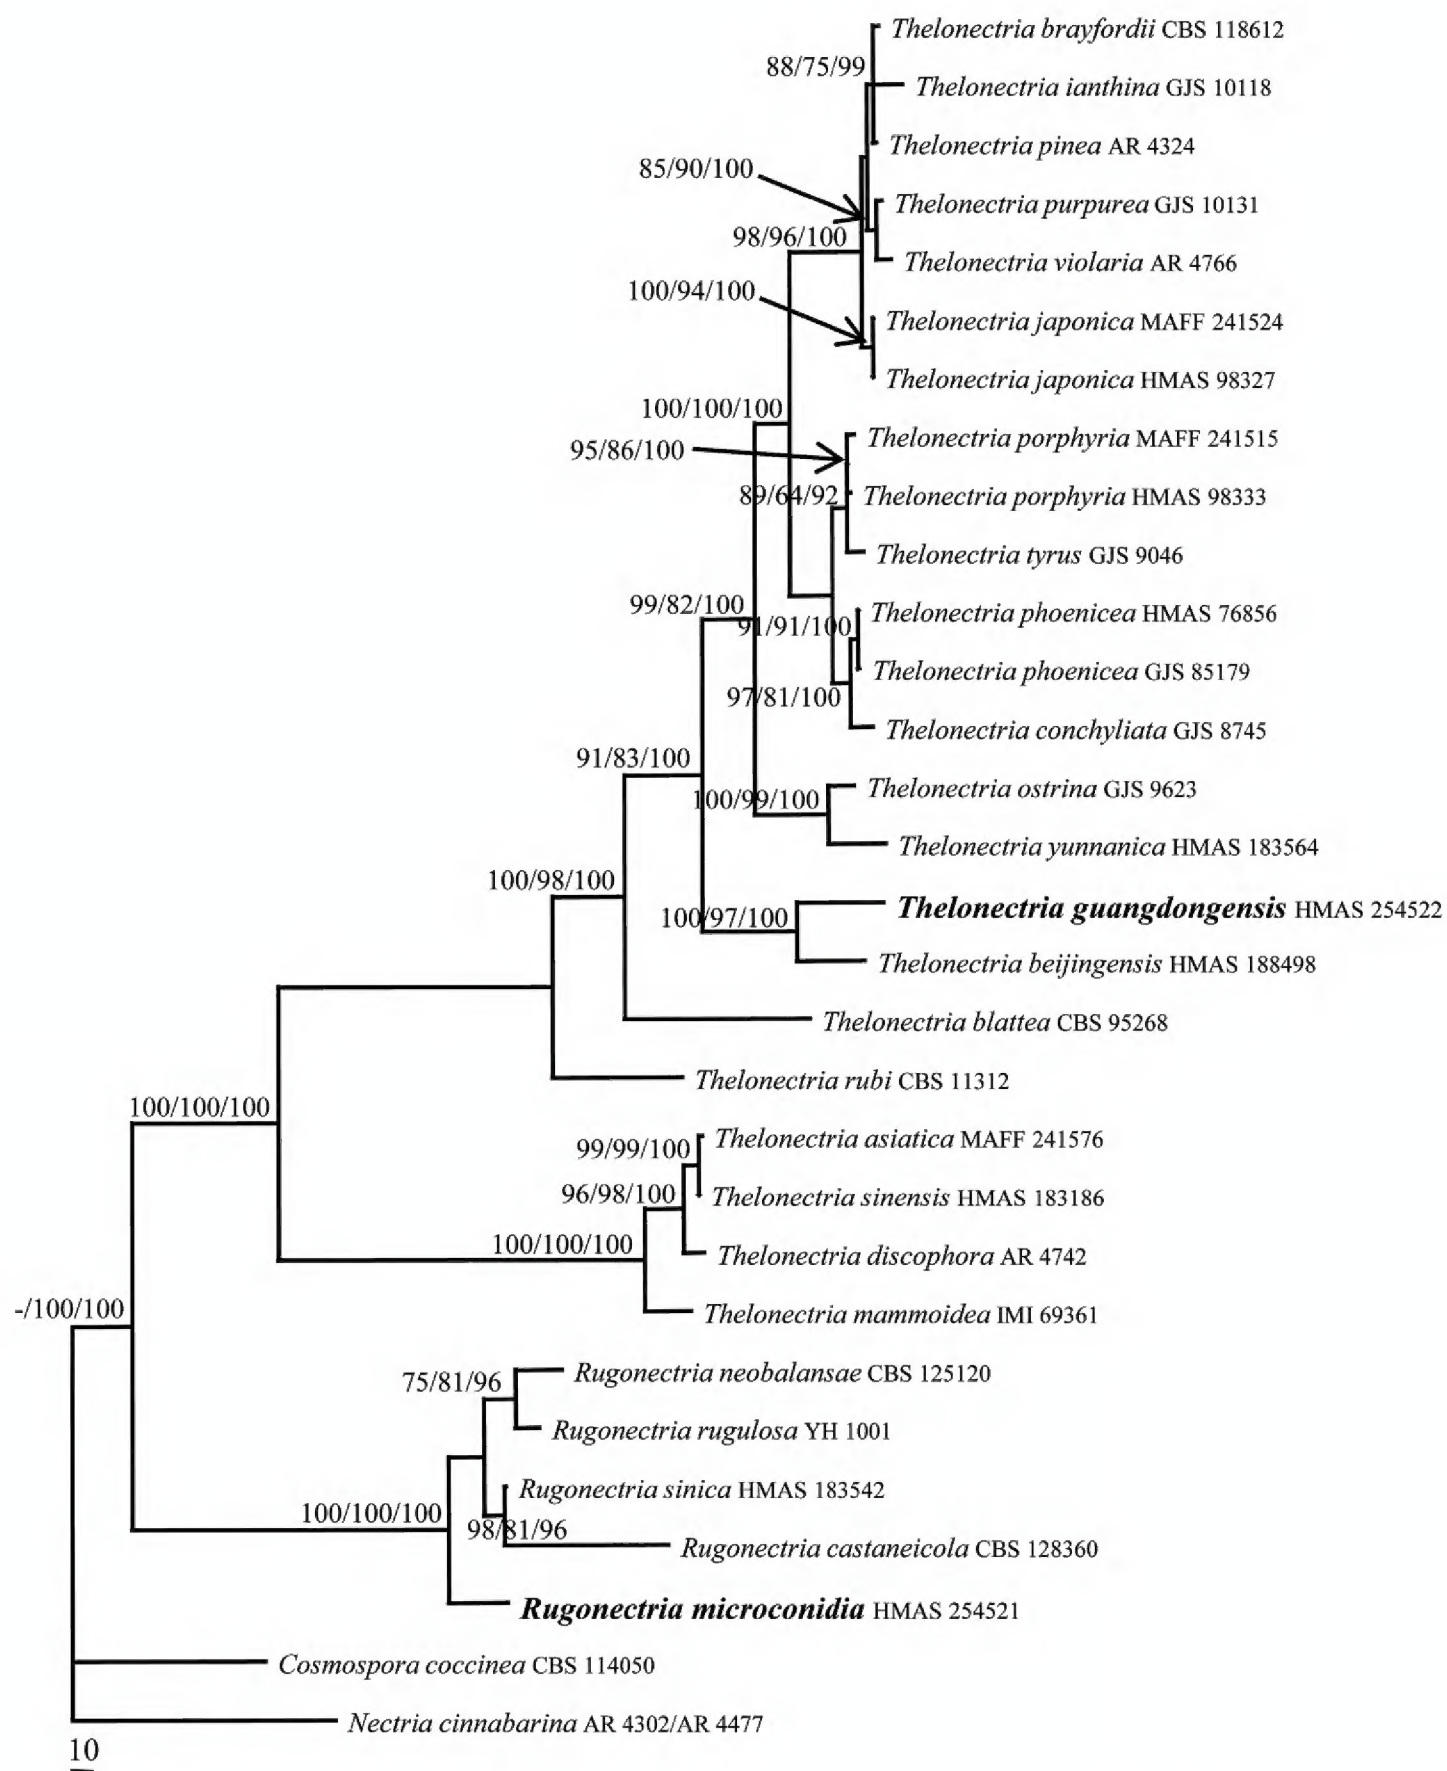 Thelonectria brayfordii CBS 118612
88/75/99
Thelonectria ianthina GJS 10118
Thelonectria pinea AR 4324
85/90/100
Thelonectria purpurea GJS 10131
98/96/100
Thelonectria violaria AR 4766
100/94/100
Thelonectria japonica MAFF 241524
Thelonectria japonica HMAS 98327
100/100/100
Thelonectria porphyria MAFF 241515
95/86/100
89/64/92
Thelonectria porphyria HMAS 98333
Thelonectria tyrus GJS 9046
99/82/100
Thelonectria phoenicea HMAS 76856
91/91/100
Thelonectria phoenicea GJS 85179
97/81/100
Thelonectria conchyliata GJS 8745
91/83/100
Thelonectria ostrina GJS 9623
100/99/100
Thelonectria yunnanica HMAS 183564
100/98/100
Thelonectria guangdongensis HMAS 254522
100/97/100
Thelonectria beijingensis HMAS 188498
Thelonectria blattea CBS 95268
Thelonectria rubi CBS 11312
100/100/100
Thelonectria asiatica MAFF 241576
99/99/100
96/98/100
Thelonectria sinensis HMAS 183186
100/100/100
Thelonectria discophora AR 4742
-/100/100
Thelonectria mammoidea IMI 69361
Rugonectria neobalansae CBS 125120
75/81/96
Rugonectria rugulosa YH 1001
Rugonectria sinica HMAS 183542
100/100/100
98/81/96
Rugonectria castaneicola CBS 128360
Rugonectria microconidia HMAS 254521
Cosmospora coccinea CBS 114050
Nectria cinnabarina AR 4302/AR 4477
10